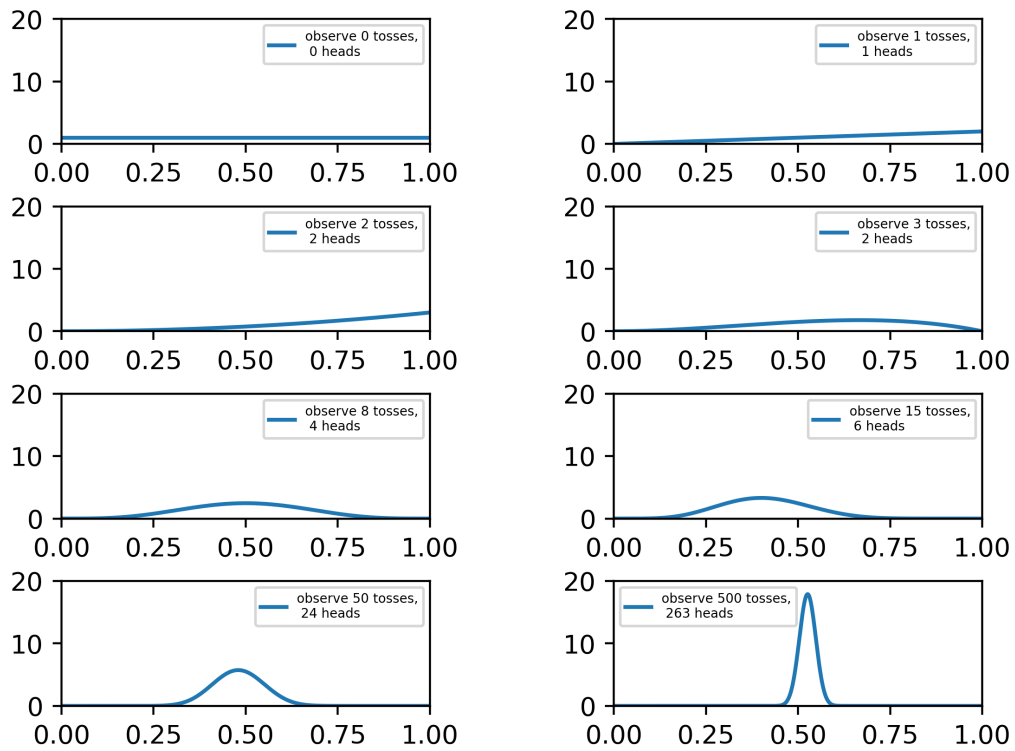 20
10
0
0.00 0.25 0.50 0.75 1.00
observe 0 tosses,
0 heads
20
10
0
0.00 0.25 0.50 0.75 1.00
observe 1 tosses,
1 heads
20
10
0
0.00 0.25 0.50 0.75 1.00
observe 2 tosses,
2 heads
20
10
0
0.00 0.25 0.50 0.75 1.00
observe 3 tosses,
2 heads
20
10
0
0.00 0.25 0.50 0.75 1.00
observe 8 tosses,
4 heads
20
10
0
0.00 0.25 0.50 0.75 1.00
observe 15 tosses,
6 heads
20
10
0
0.00 0.25 0.50 0.75 1.00
observe 50 tosses,
24 heads
20
10
0
0.00 0.25 0.50 0.75 1.00
observe 500 tosses,
263 heads